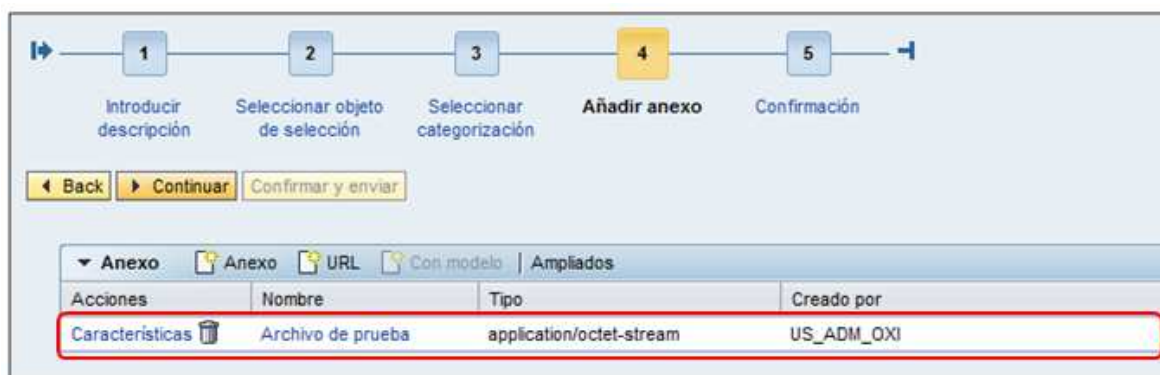 1 2 3 4 5
Introducir Seleccionar objeto Seleccionar Añadir anexo Confirmación
descripción de selección categorización
Back Continuar Confirmar y enviar
Anexo Anexo URL Con modelo | Ampliados
Acciones Nombre Tipo Creado por
Características Archivo de prueba application/octet-stream US_ADM_OXI